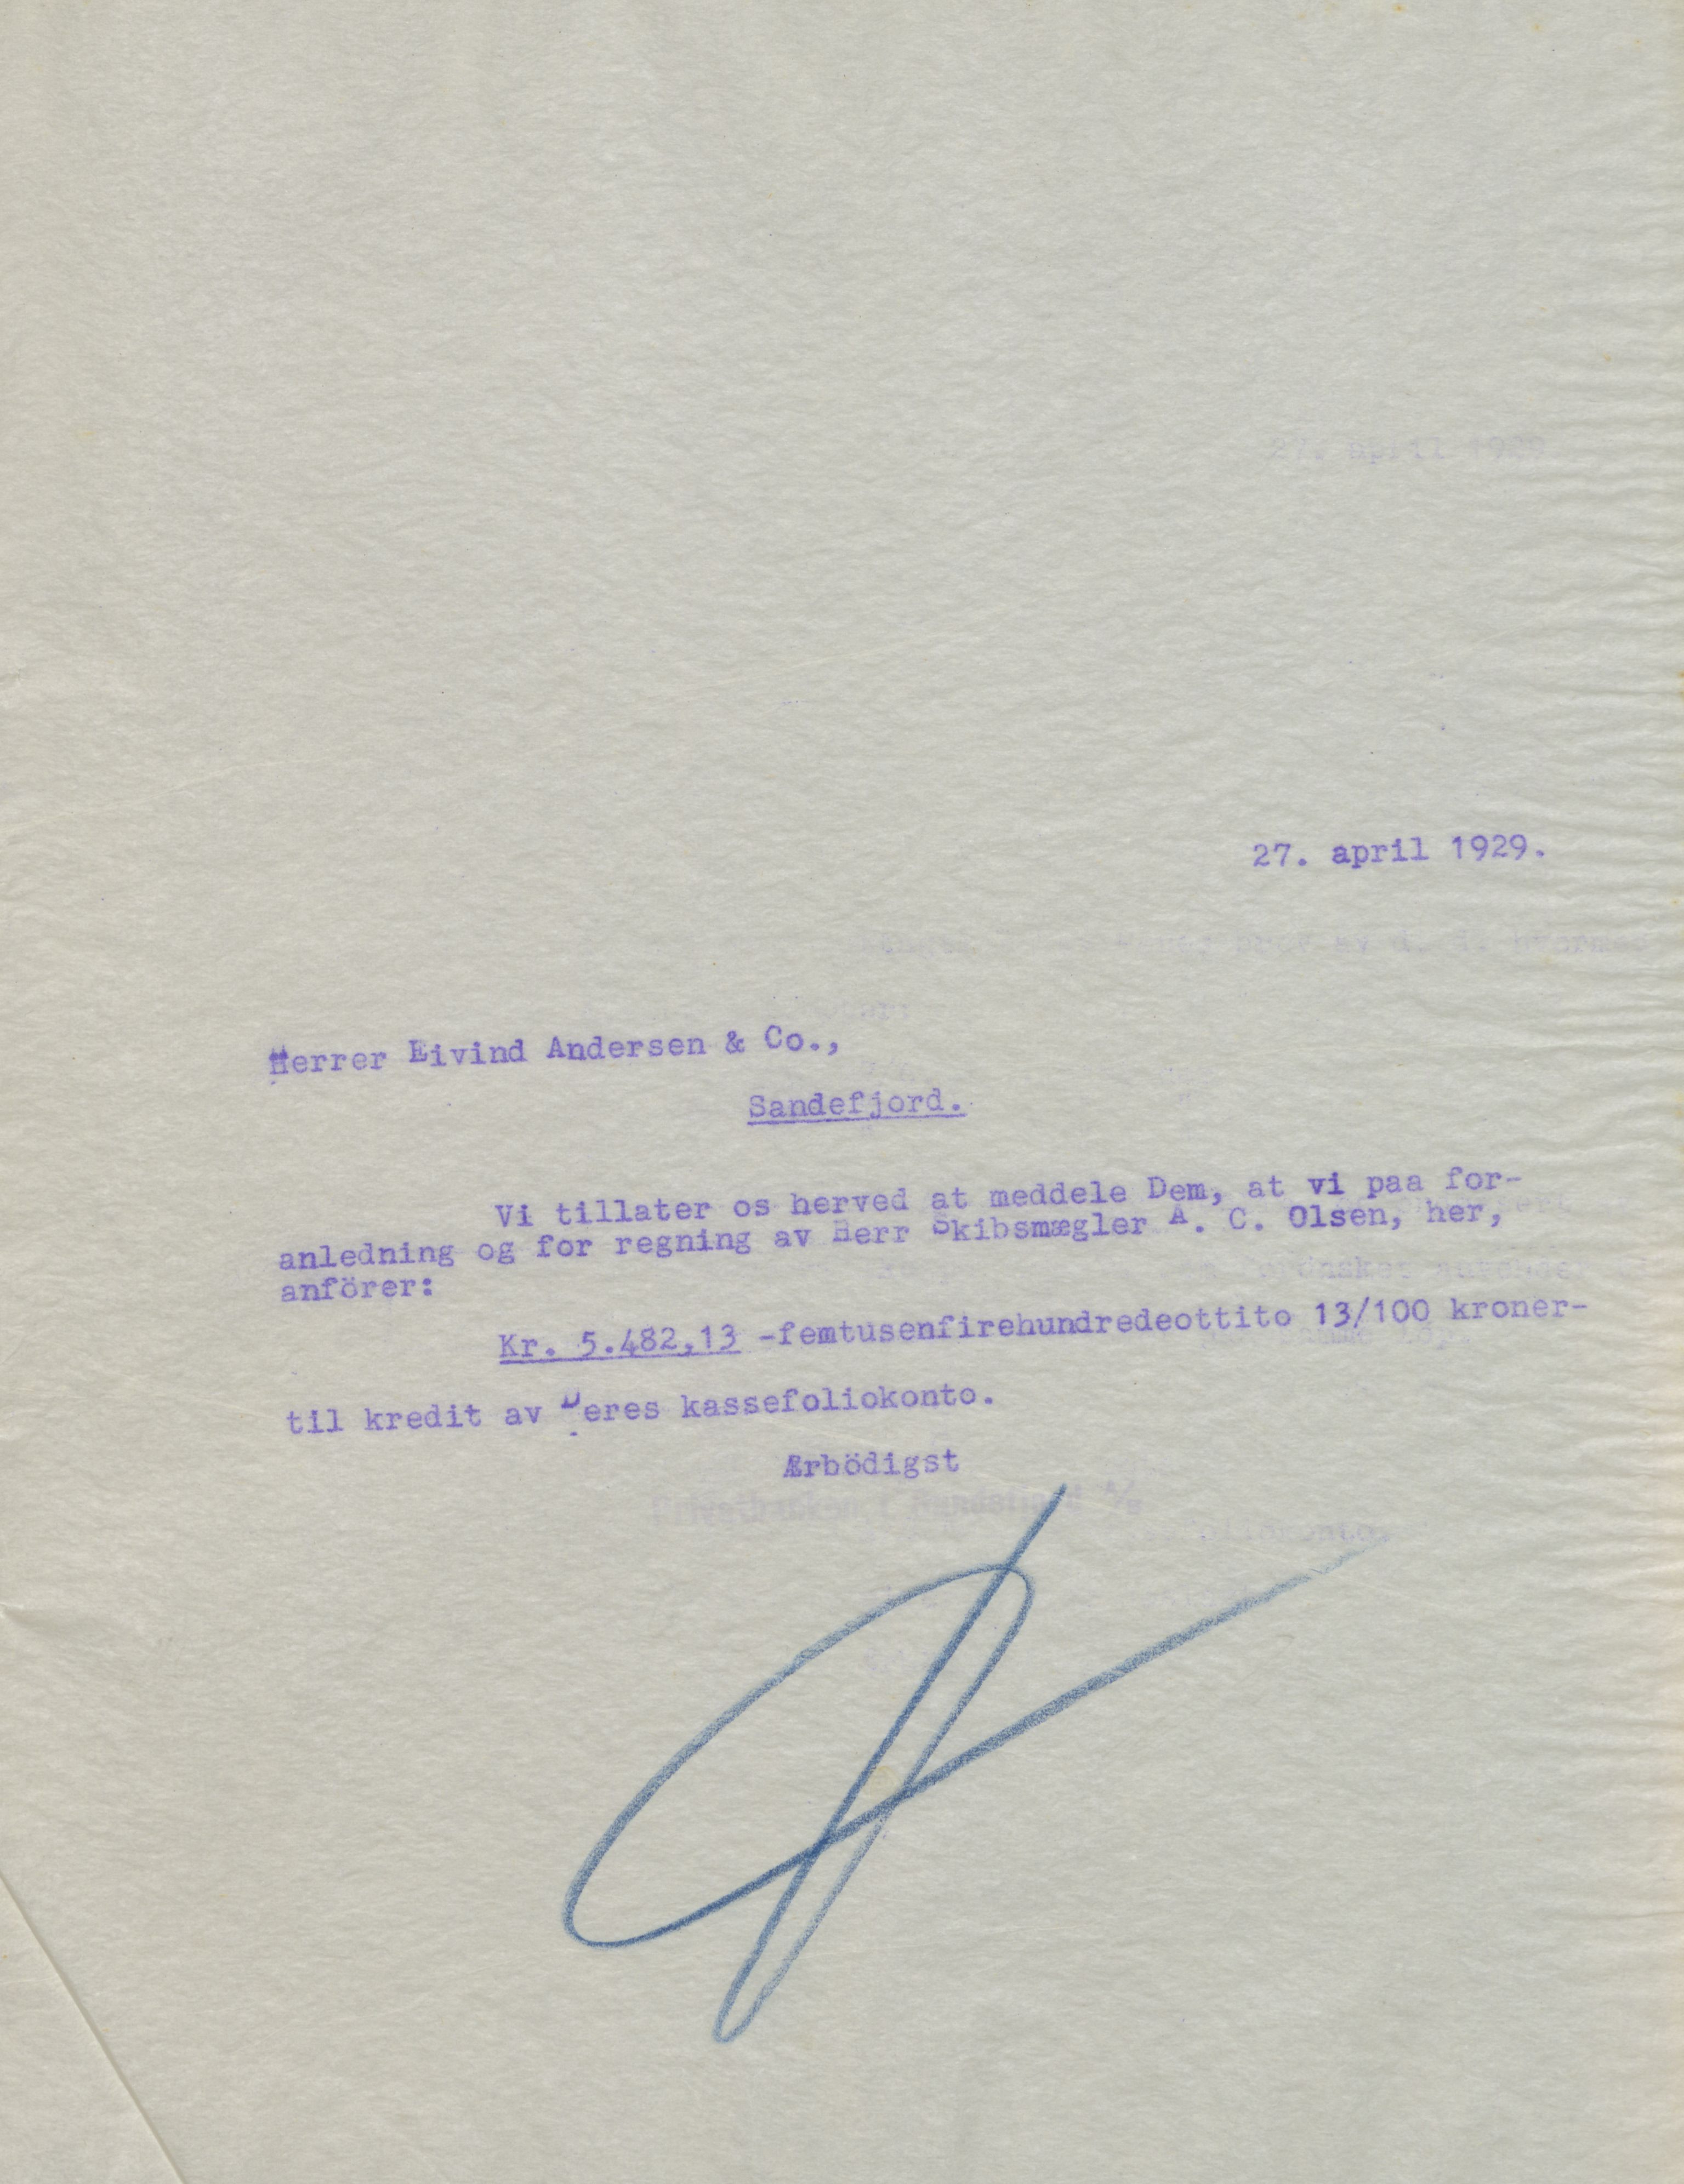 27. april 1929.
Herrer Eivind Andersen & Co.,
Sandefjord.
Vi tillater os herved at meddele Dem, at vi paa for-
anledning og for regning av Herr Skibsmægler A. C. Olsen, her,
anförer:
Kr. 5.482,13 -femtusenfirehundredeottito 13/100 kroner-
til kredit av Deres kassefoliokonto.
Ærbödigst